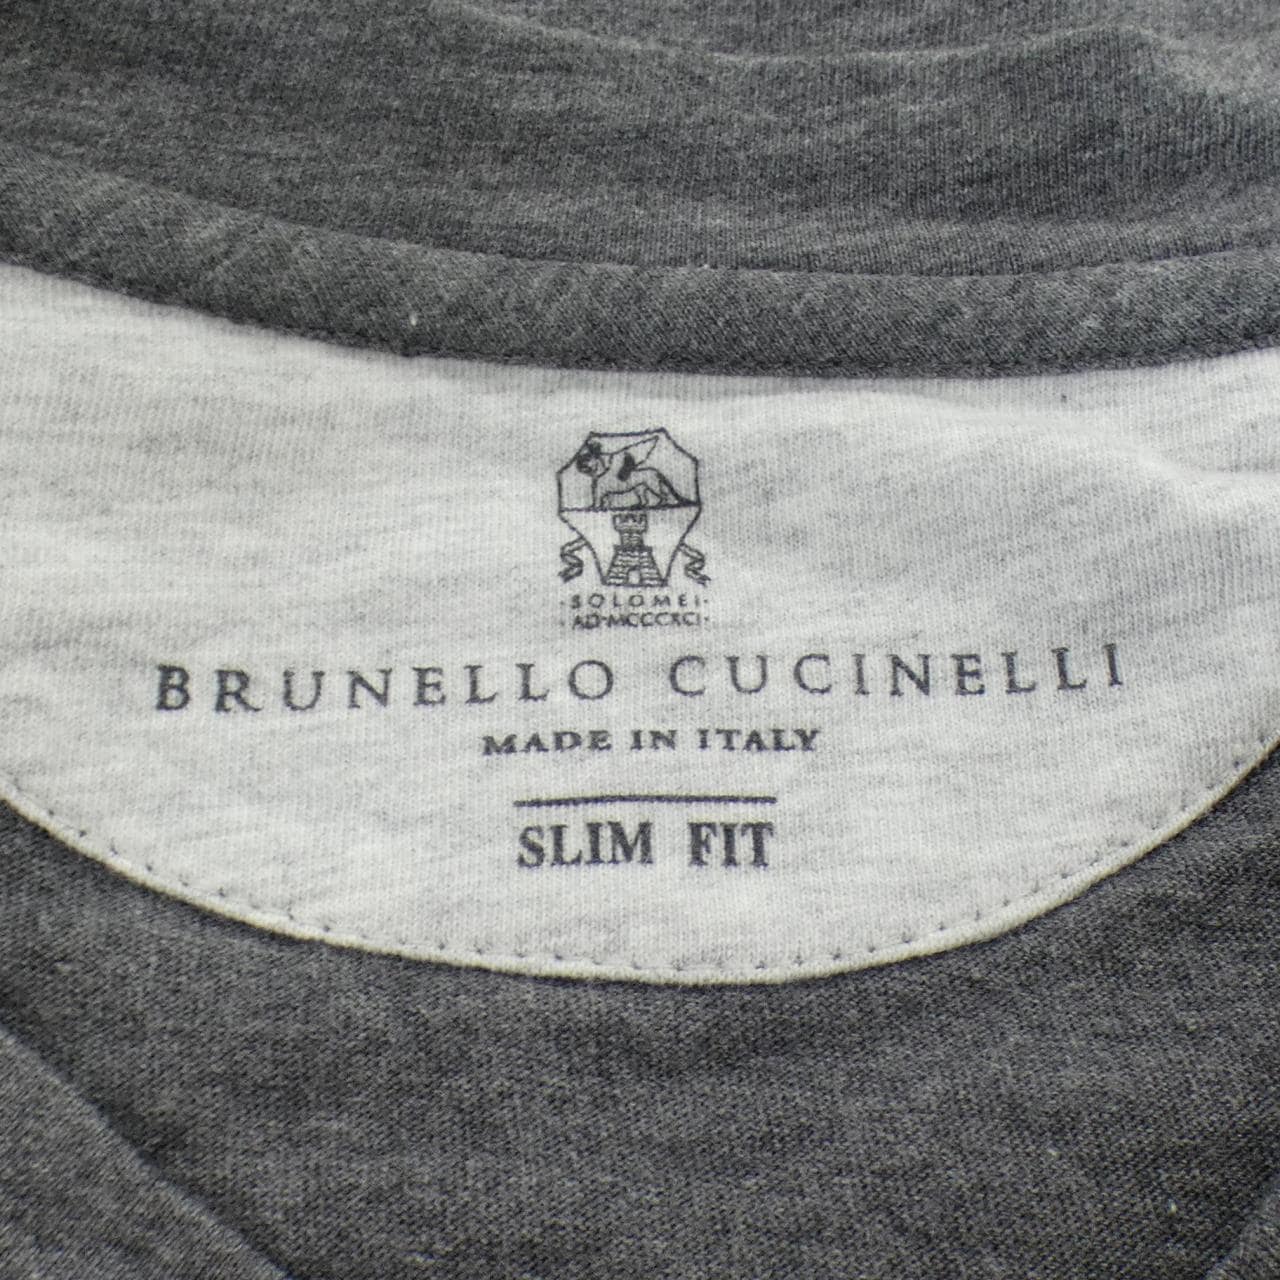 ·SOLOMEI·
·AD·MCCCXCI·
BRUNELLO CUCINELLI
MADE IN ITALY
SLIM FIT